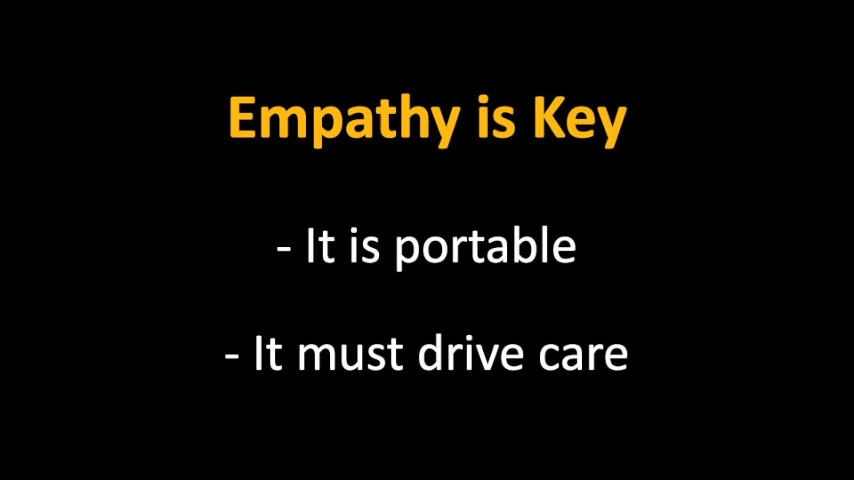 Empathy is Key
- It is portable
- It must drive care